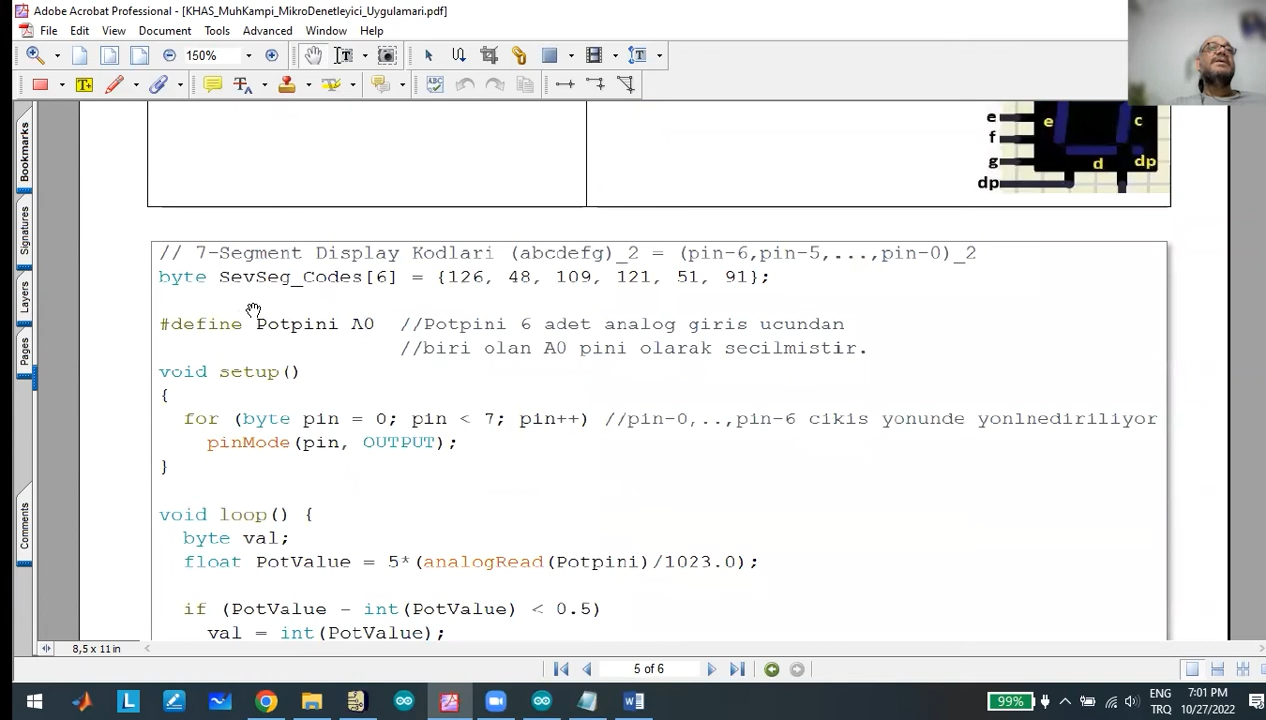 Adobe Acrobat Professional - [KHAS_MuhKampi_MikroDenetleyici_Uygulamari.pdf]
File Edit View Document Tools Advanced Window Help
150%
e
f
g
dp
e c
d dp
// 7-Segment Display Kodlari (abcdefg)_2 = (pin-6,pin-5,...,pin-0)_2
byte SevSeg_Codes[6] = {126, 48, 109, 121, 51, 91};
#define Potpini A0 //Potpini 6 adet analog giris ucundan
//biri olan A0 pini olarak secilmistir.
void setup()
{
for (byte pin = 0; pin < 7; pin++) //pin-0,..,pin-6 cikis yonunde yonlnediriliyor
pinMode(pin, OUTPUT);
}
void loop() {
byte val;
float PotValue = 5*(analogRead(Potpini)/1023.0);
if (PotValue - int(PotValue) < 0.5)
val = int(PotValue);
Bookmarks
Signatures
Layers
Pages
Comments
8,5 x 11 in
5 of 6
99%
ENG
TRQ
7:01 PM
10/27/2022